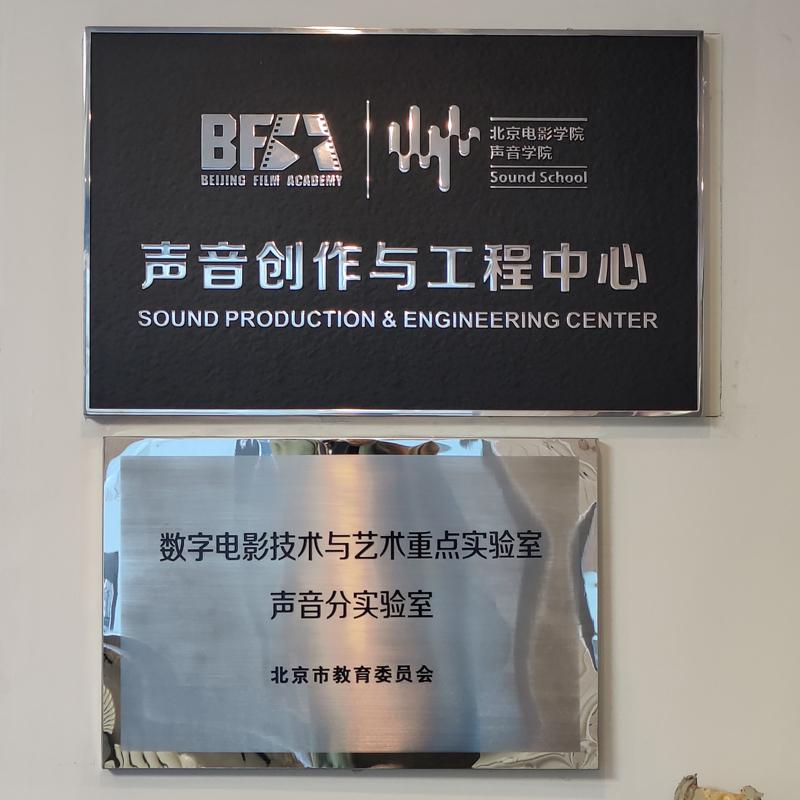 BFA
BEIJING FILM ACADEMY
北京电影学院
声音学院
Sound School
声音创作与工程中心
SOUND PRODUCTION & ENGINEERING CENTER
数字电影技术与艺术重点实验室
声音分实验室
北京市教育委员会